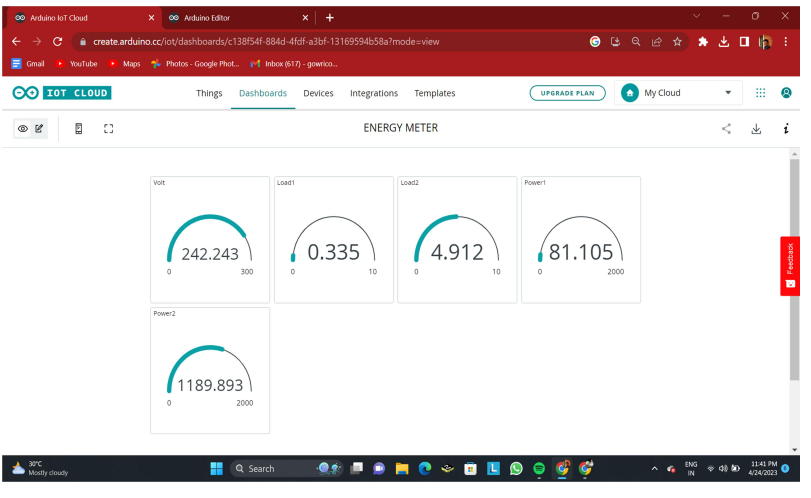 Arduino IoT Cloud
Arduino Editor
create.arduino.cc/iot/dashboards/c138f54f-884d-4fdf-a3bf-13169594b58a?mode=view
Gmail YouTube Maps Photos - Google Phot... Inbox (617) - gowrico...
IOT CLOUD Things Dashboards Devices Integrations Templates UPGRADE PLAN My Cloud
ENERGY METER
Volt Load1 Load2 Power1
242.243 0.335 4.912 81.105
0 300 0 10 0 10 0 2000
Feedback
Power2
1189.893
0 2000
30°C
Mostly cloudy
Search
ENG
IN
11:41 PM
4/24/2023